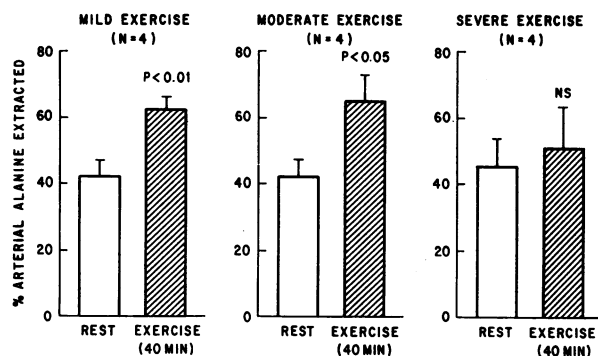 MILD EXERCISE
(N=4)
MODERATE EXERCISE
(N=4)
SEVERE EXERCISE
(N=4)
% ARTERIAL ALANINE EXTRACTED
80
60
40
20
0
P<0.01
REST
EXERCISE
(40 MIN)
80
60
40
20
0
P<0.05
REST
EXERCISE
(40 MIN)
80
60
40
20
0
NS
REST
EXERCISE
(40 MIN)